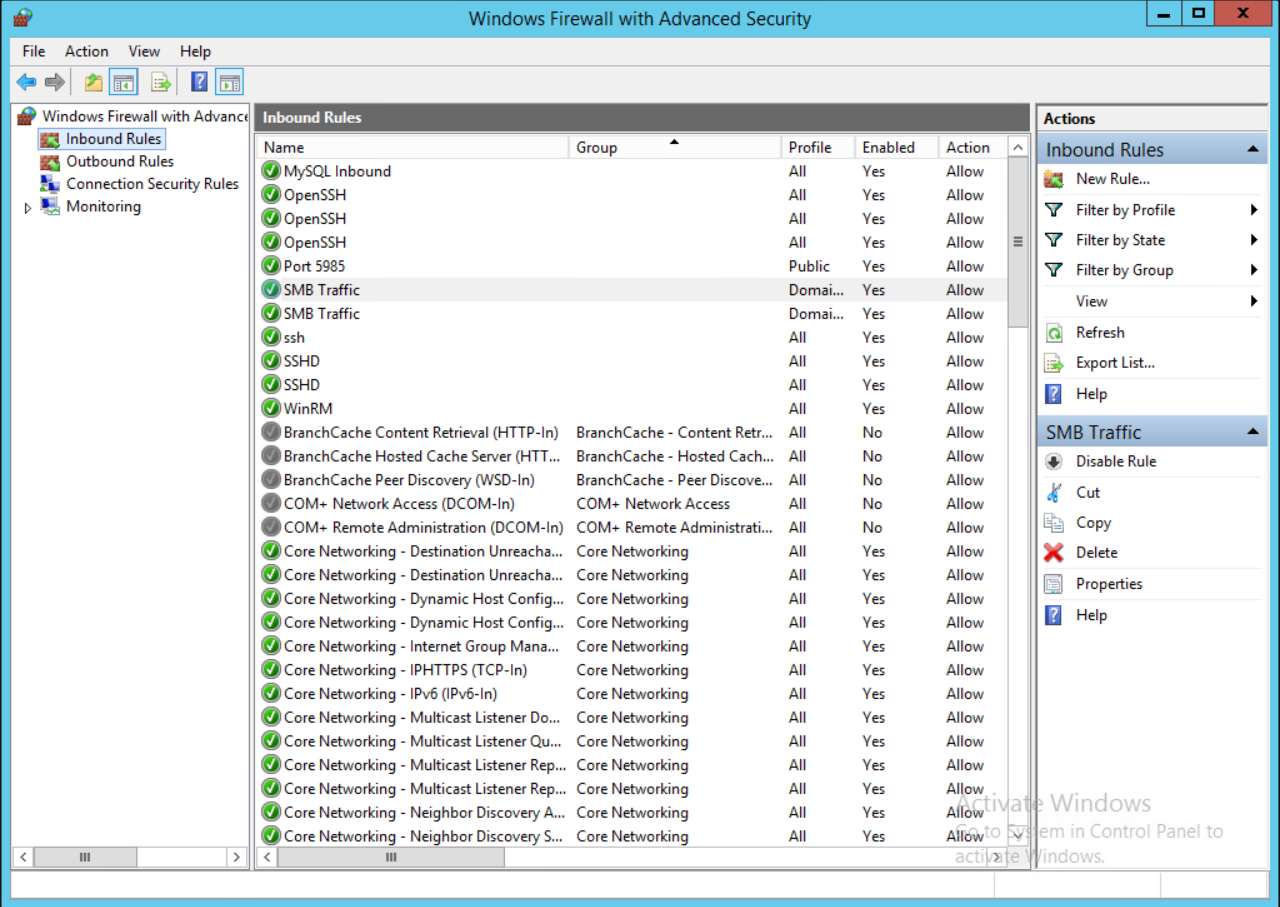 Windows Firewall with Advanced Security
File Action View Help
Windows Firewall with Advance
Inbound Rules
Outbound Rules
Connection Security Rules
Monitoring
Inbound Rules
Name Group Profile Enabled Action
MySQL Inbound All Yes Allow
OpenSSH All Yes Allow
OpenSSH All Yes Allow
OpenSSH All Yes Allow
Port 5985 Public Yes Allow
SMB Traffic Domai... Yes Allow
SMB Traffic Domai... Yes Allow
ssh All Yes Allow
SSHD All Yes Allow
SSHD All Yes Allow
WinRM All Yes Allow
BranchCache Content Retrieval (HTTP-In) BranchCache - Content Retr... All No Allow
BranchCache Hosted Cache Server (HTT... BranchCache - Hosted Cach... All No Allow
BranchCache Peer Discovery (WSD-In) BranchCache - Peer Discove... All No Allow
COM+ Network Access (DCOM-In) COM+ Network Access All No Allow
COM+ Remote Administration (DCOM-In) COM+ Remote Administrati... All No Allow
Core Networking - Destination Unreacha... Core Networking All Yes Allow
Core Networking - Destination Unreacha... Core Networking All Yes Allow
Core Networking - Dynamic Host Config... Core Networking All Yes Allow
Core Networking - Dynamic Host Config... Core Networking All Yes Allow
Core Networking - Internet Group Mana... Core Networking All Yes Allow
Core Networking - IPHTTPS (TCP-In) Core Networking All Yes Allow
Core Networking - IPv6 (IPv6-In) Core Networking All Yes Allow
Core Networking - Multicast Listener Do... Core Networking All Yes Allow
Core Networking - Multicast Listener Qu... Core Networking All Yes Allow
Core Networking - Multicast Listener Rep... Core Networking All Yes Allow
Core Networking - Multicast Listener Rep... Core Networking All Yes Allow
Core Networking - Neighbor Discovery A... Core Networking All Yes Allow
Core Networking - Neighbor Discovery S... Core Networking All Yes Allow
Actions
Inbound Rules
New Rule...
Filter by Profile
Filter by State
Filter by Group
View
Refresh
Export List...
Help
SMB Traffic
Disable Rule
Cut
Copy
Delete
Properties
Help
Activate Windows
Go to System in Control Panel to
activate Windows.